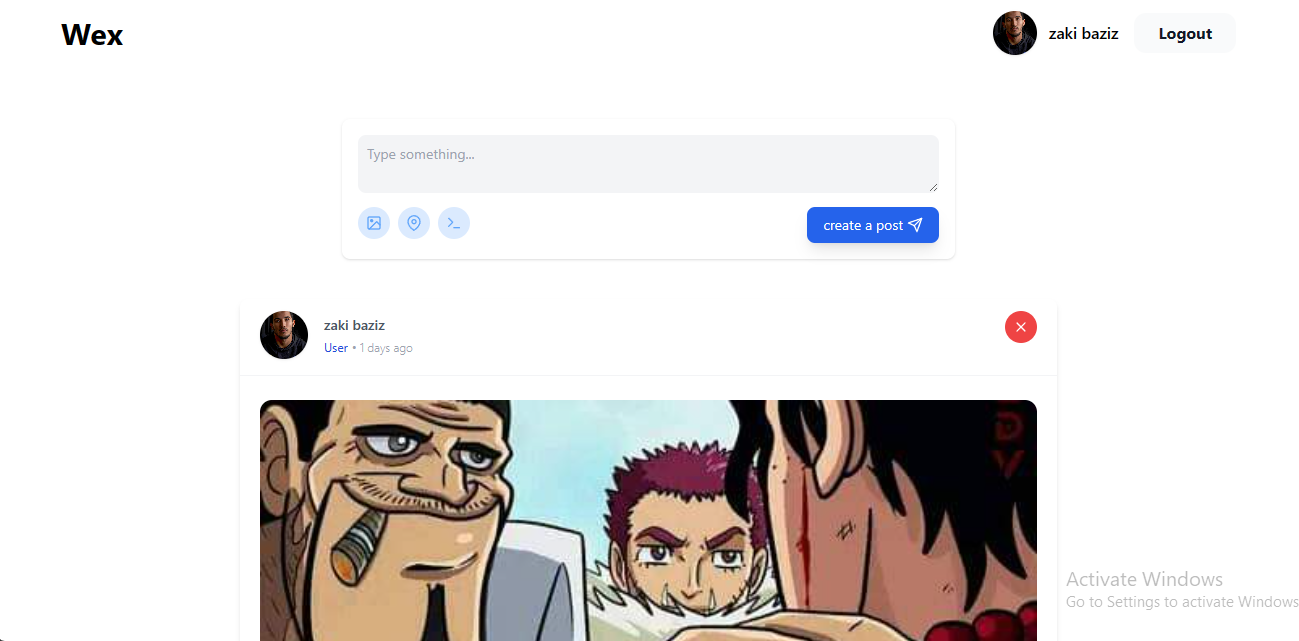 Wex
zaki baziz
Logout
Type something...
create a post
zaki baziz
User • 1 days ago
DV
Activate Windows
Go to Settings to activate Windows